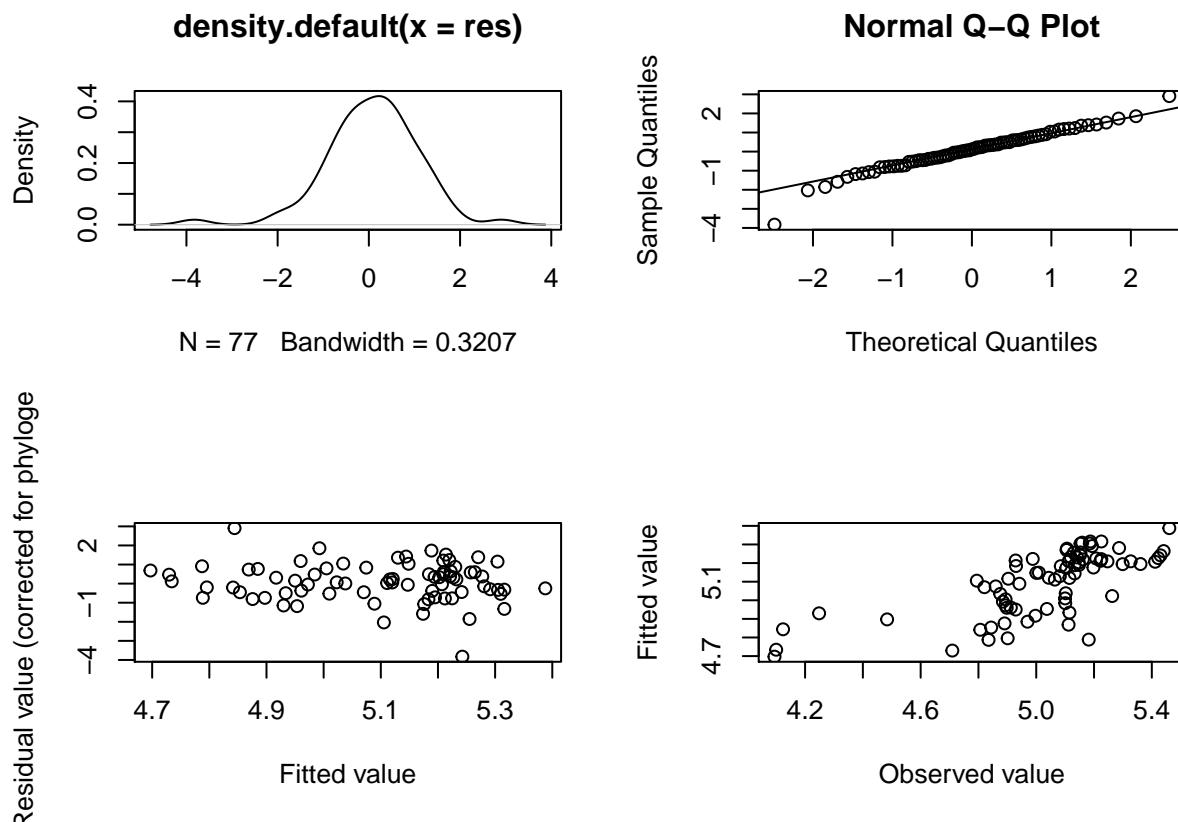 density.default(x = res)
Density
0.0 0.2 0.4
−4 −2 0 2 4
N = 77 Bandwidth = 0.3207
Normal Q−Q Plot
Sample Quantiles
−4 −1 2
−2 −1 0 1 2
Theoretical Quantiles
Residual value (corrected for phyloge
−4 −1 2
4.7 4.9 5.1 5.3
Fitted value
Fitted value
4.7 5.1
4.2 4.6 5.0 5.4
Observed value